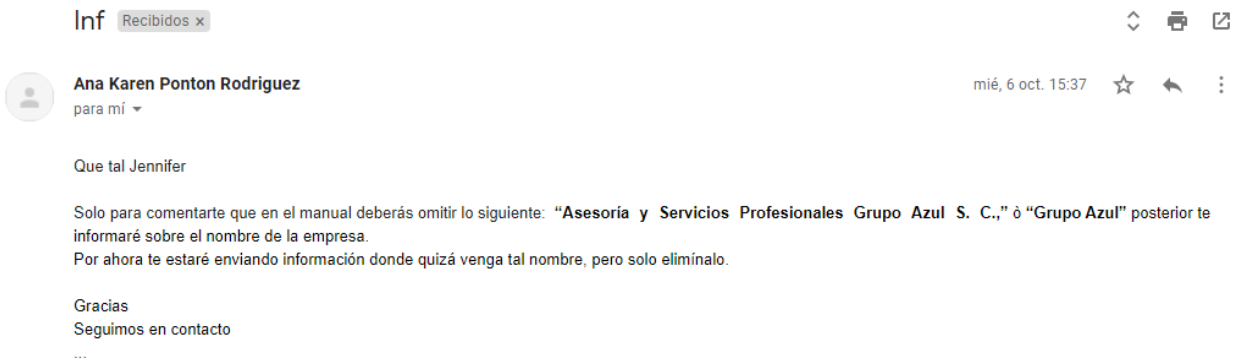 Inf Recibidos x
Ana Karen Ponton Rodriguez mié, 6 oct. 15:37
para mí
Que tal Jennifer
Solo para comentarte que en el manual deberás omitir lo siguiente: “Asesoría y Servicios Profesionales Grupo Azul S. C.,” ò “Grupo Azul” posterior te
informaré sobre el nombre de la empresa.
Por ahora te estaré enviando información donde quizá venga tal nombre, pero solo elimínalo.
Gracias
Seguimos en contacto
...